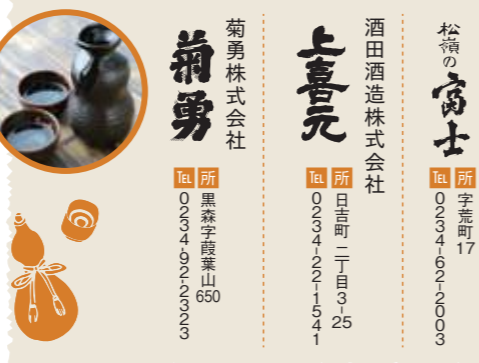 松嶺の
富士
所 字荒町17
TEL 0234-62-2003
酒田酒造株式会社
上喜元
所 日吉町二丁目3-25
TEL 0234-22-1541
菊勇株式会社
菊勇
所 黒森字葭葉山650
TEL 0234-92-2323